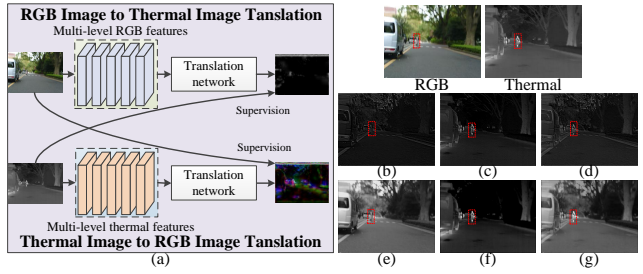 RGB Image to Thermal Image Tanslation
Multi-level RGB features
Translation
network
Supervision
Supervision
Translation
network
Multi-level thermal features
Thermal Image to RGB Image Tanslation
(a)
RGB
Thermal
(b)
(c)
(d)
(e)
(f)
(g)